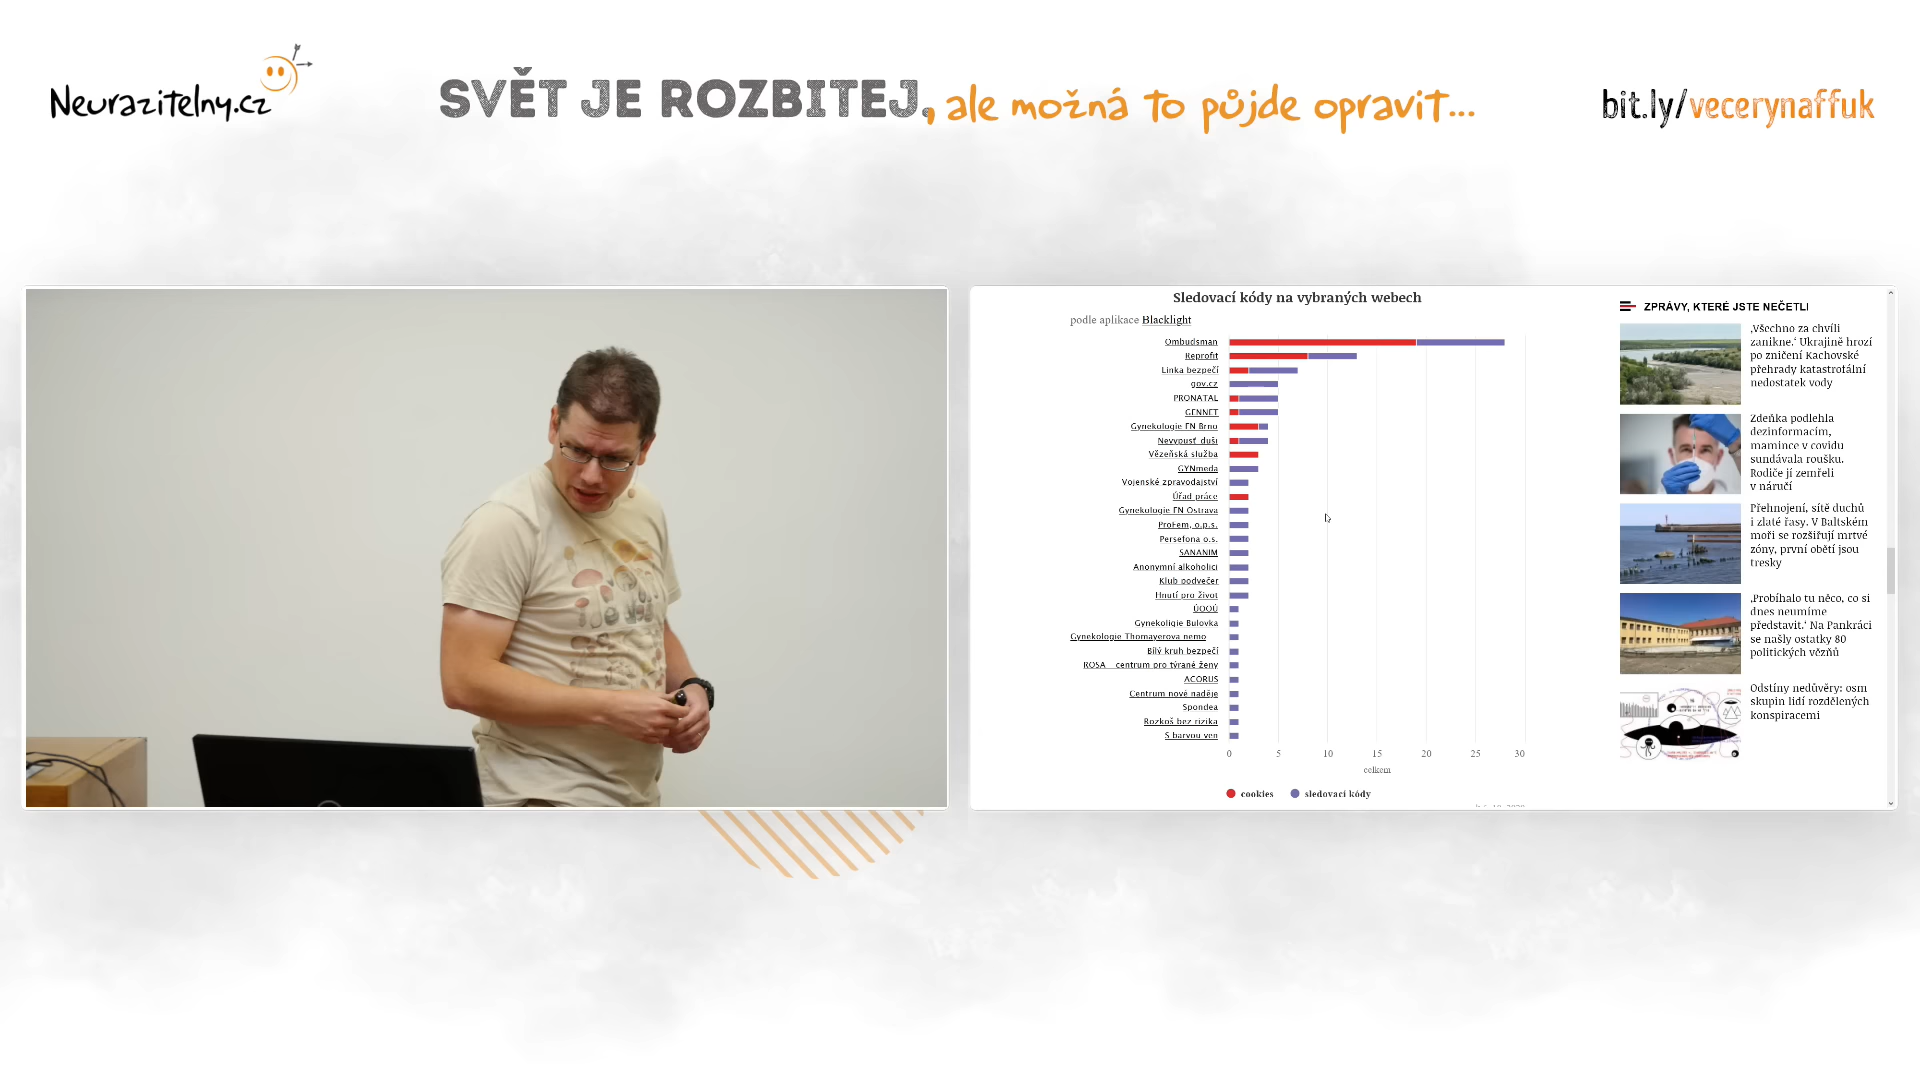 Neurazitelny.cz
SVĚT JE ROZBITEJ, ale možná to půjde opravit...
bit.ly/vecerynaffuk
Sledovací kódy na vybraných webech
podle aplikace Blacklight
Ombudsman
Reprofit
Linka bezpečí
gov.cz
PRONATAL
GENNET
Gynekologie FN Brno
Nevypusť duši
Vězeňská služba
GYNmeda
Vojenské zpravodajství
Úřad práce
Gynekologie FN Ostrava
ProFem, o.p.s.
Persefona o.s.
SANANIM
Anonymní alkoholici
Klub podvečer
Hnutí pro život
ÚOOÚ
Gynekoligie Bulovka
Gynekologie Thomayerova nemo
Bílý kruh bezpečí
ROSA centrum pro týrané ženy
ACORUS
Centrum nové naděje
Spondea
Rozkoš bez rizika
S barvou ven
0 5 10 15 20 25 30
celkem
cookies sledovací kódy
ZPRÁVY, KTERÉ JSTE NEČETLI
‚Všechno za chvíli
zanikne.‘ Ukrajině hrozí
po zničení Kachovské
přehrady katastrofální
nedostatek vody
Zdeňka podlehla
dezinformacím,
mamince v covidu
sundávala roušku.
Rodiče jí zemřeli
v náručí
Přehnojení, sítě duchů
i zlaté řasy. V Baltském
moři se rozšiřují mrtvé
zóny, první obětí jsou
tresky
‚Probíhalo tu něco, co si
dnes neumíme
představit.‘ Na Pankráci
se našly ostatky 80
politických vězňů
Odstíny nedůvěry: osm
skupin lidí rozdělených
konspiracemi